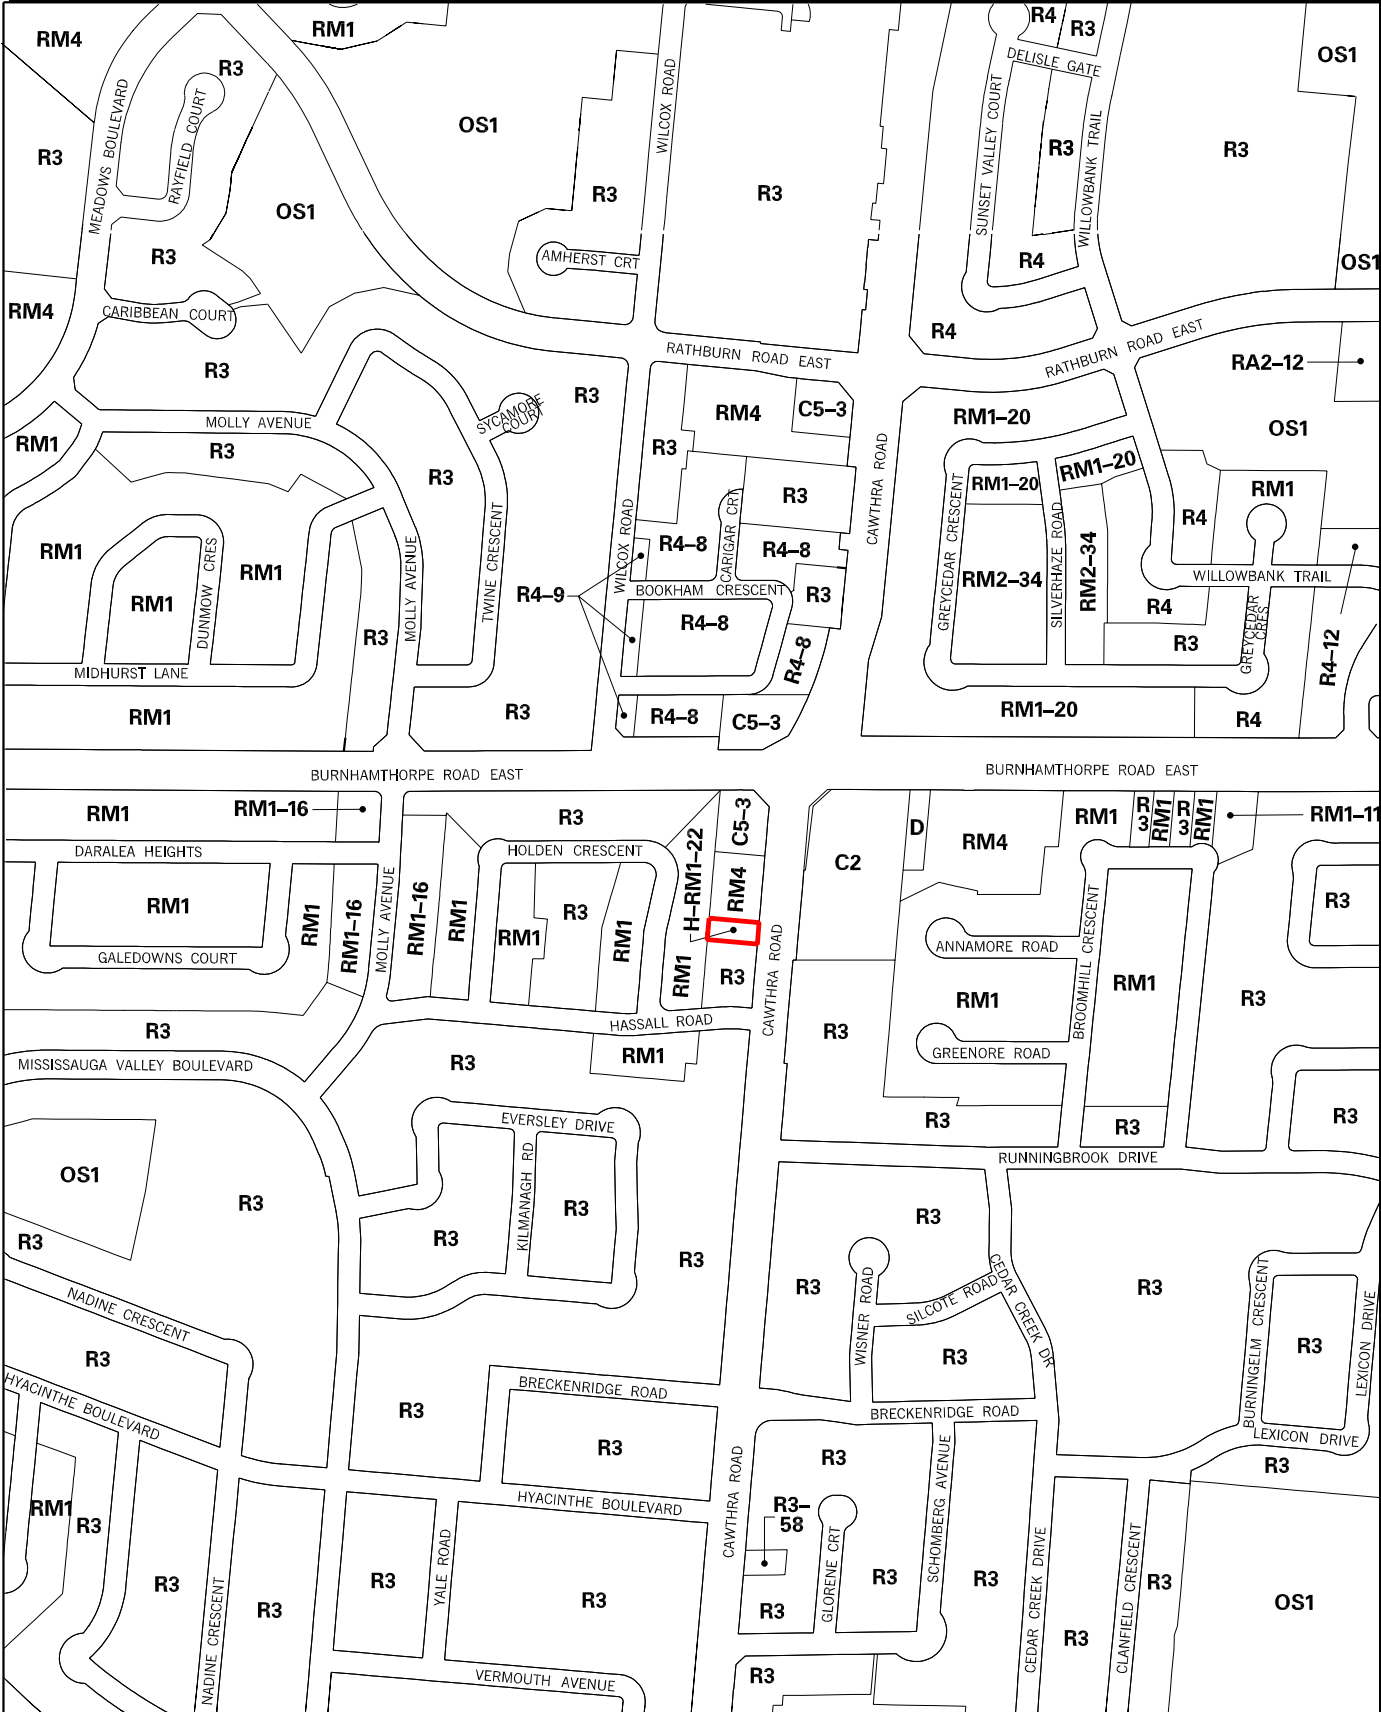 RM4
RM1
R4
R3
R3
DELISLE GATE
OS1
MEADOWS BOULEVARD
RAYFIELD COURT
OS1
WILCOX ROAD
SUNSET VALLEY COURT
WILLOWBANK TRAIL
R3
R3
R3
R3
R3
OS1
R3
AMHERST CRT
R4
OS1
RM4
CARIBBEAN COURT
R4
RATHBURN ROAD EAST
RATHBURN ROAD EAST
RA2–12
R3
R3
SYCAMORE
COURT
RM4
C5–3
RM1–20
MOLLY AVENUE
OS1
RM1
R3
R3
CAWTHRA ROAD
RM1–20
R3
RM1–20
RM1
R3
GREYCEDAR CRESCENT
SILVERHAZE ROAD
R4
RM1
RM1
DUNMOW CRES
MOLLY AVENUE
TWINE CRESCENT
WILCOX ROAD
R4–8
CARIGAR CRT
R4–8
RM2–34
RM2–34
WILLOWBANK TRAIL
R4–9
BOOKHAM CRESCENT
R3
RM1
R4
R4–8
GREYCEDAR
CRES
R3
R3
R4–8
R4–12
MIDHURST LANE
RM1
R3
R4–8
C5–3
RM1–20
R4
BURNHAMTHORPE ROAD EAST
BURNHAMTHORPE ROAD EAST
RM1
RM1–16
R3
C5–3
D
RM4
RM1
R
3
RM1
R
3
RM1
RM1–11
DARALEA HEIGHTS
HOLDEN CRESCENT
H–RM1–22
C2
RM4
RM1
RM1
RM1–16
MOLLY AVENUE
RM1–16
RM1
RM1
R3
RM1
R3
GALEDOWNS COURT
CAWTHRA ROAD
ANNAMORE ROAD
BROOMHILL CRESCENT
RM1
R3
RM1
RM1
R3
R3
HASSALL ROAD
R3
MISSISSAUGA VALLEY BOULEVARD
R3
RM1
GREENORE ROAD
EVERSLEY DRIVE
R3
R3
R3
RUNNINGBROOK DRIVE
OS1
KILMANAGH RD
R3
R3
R3
R3
R3
R3
R3
R3
R3
CEDAR CREEK DR
NADINE CRESCENT
WISNER ROAD
SILCOTE ROAD
BURNINGELM CRESCENT
LEXICON DRIVE
R3
R3
R3
HYACINTHE BOULEVARD
BRECKENRIDGE ROAD
R3
BRECKENRIDGE ROAD
LEXICON DRIVE
R3
R3
R3
CAWTHRA ROAD
SCHOMBERG AVENUE
RM1
R3
HYACINTHE BOULEVARD
R3–
58
YALE ROAD
GLORENE CRT
CEDAR CREEK DRIVE
CLANFIELD CRESCENT
R3
NADINE CRESCENT
R3
R3
R3
R3
R3
R3
R3
R3
OS1
VERMOUTH AVENUE
R3